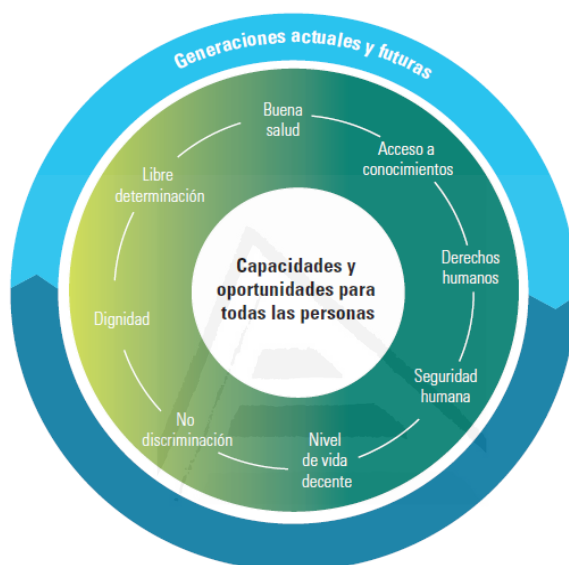 Generaciones actuales y futuras
Buena
salud
Acceso a
conocimientos
Derechos
humanos
Seguridad
humana
Nivel
de vida
decente
No
discriminación
Dignidad
Libre
determinación
Capacidades y
oportunidades para
todas las personas